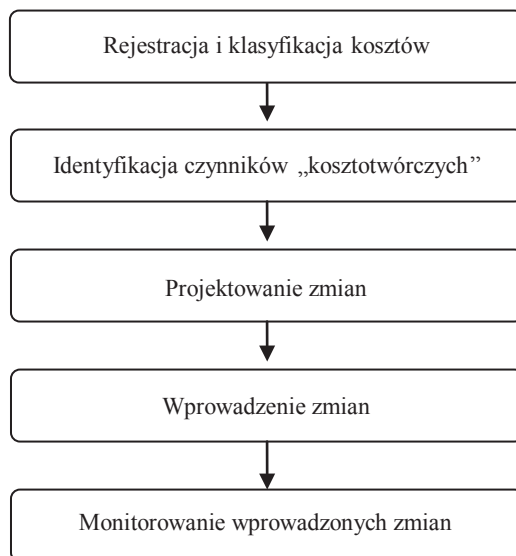 Rejestracja i klasyfikacja kosztów
Identyfikacja czynników „kosztotwórczych”
Projektowanie zmian
Wprowadzenie zmian
Monitorowanie wprowadzonych zmian